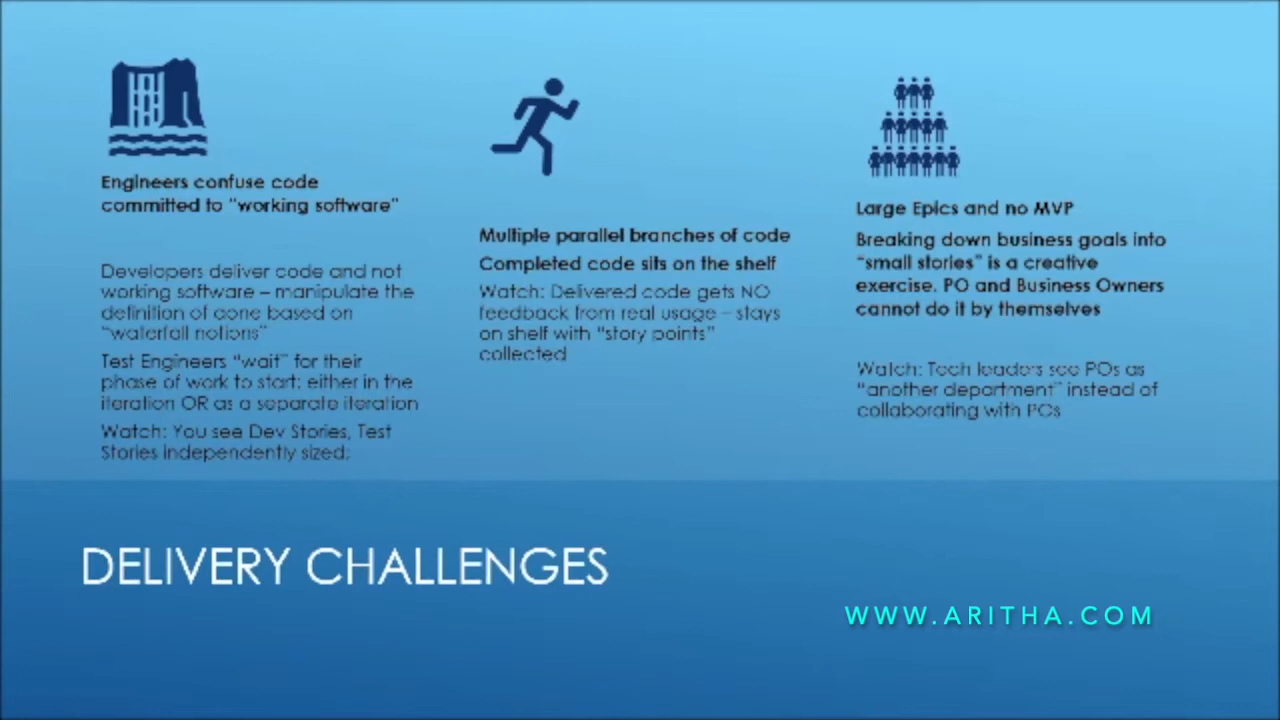 Engineers confuse code
committed to "working software"
Developers deliver code and not
working software – manipulate the
definition of done based on
"waterfall notions"
Test Engineers "wait" for their
phase of work to start: either in the
iteration OR as a separate iteration
Watch: You see Dev Stories, Test
Stories independently sized.
Multiple parallel branches of code
Completed code sits on the shelf
Watch: Delivered code gets NO
feedback from real usage – stays
on shelf with "story points"
collected
Large Epics and no MVP
Breaking down business goals into
"small stories" is a creative
exercise. PO and Business Owners
cannot do it by themselves
Watch: Tech leaders see POs as
"another department" instead of
collaborating with POs
DELIVERY CHALLENGES
WWW.ARITHA.COM